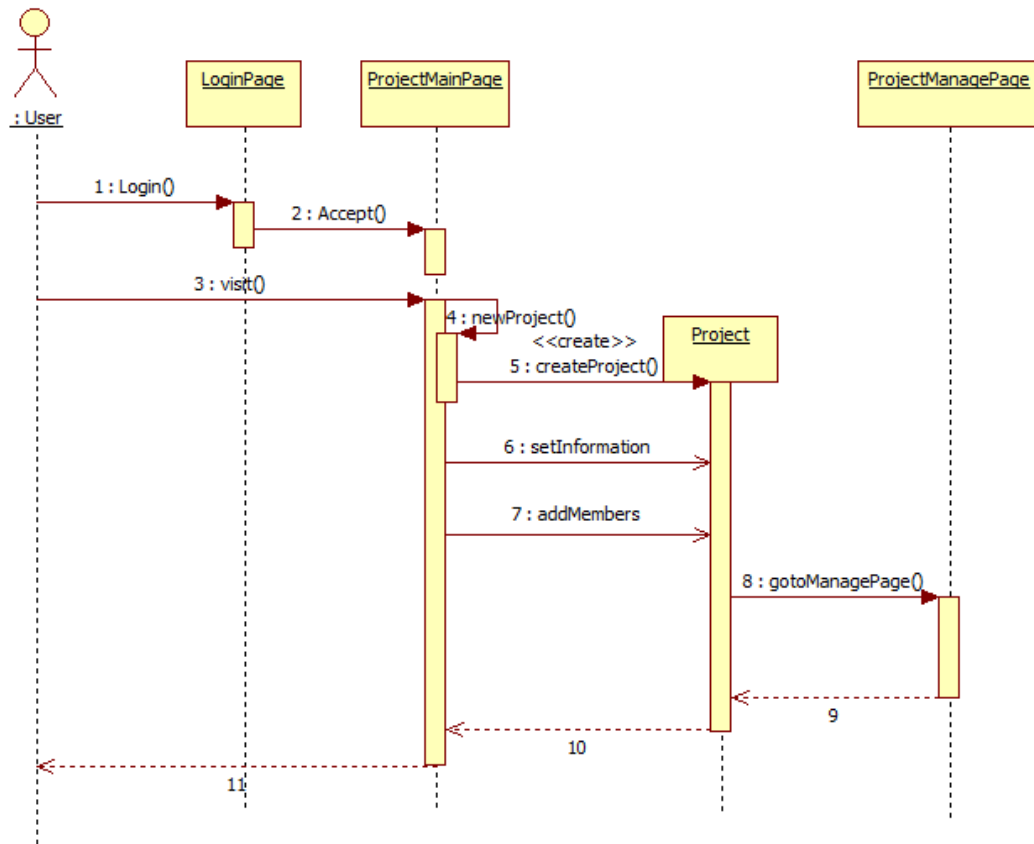 : User
LoginPage
ProjectMainPage
ProjectManagePage
1 : Login()
2 : Accept()
3 : visit()
4 : newProject()
<<create>>
Project
5 : createProject()
6 : setInformation
7 : addMembers
8 : gotoManagePage()
9
10
11